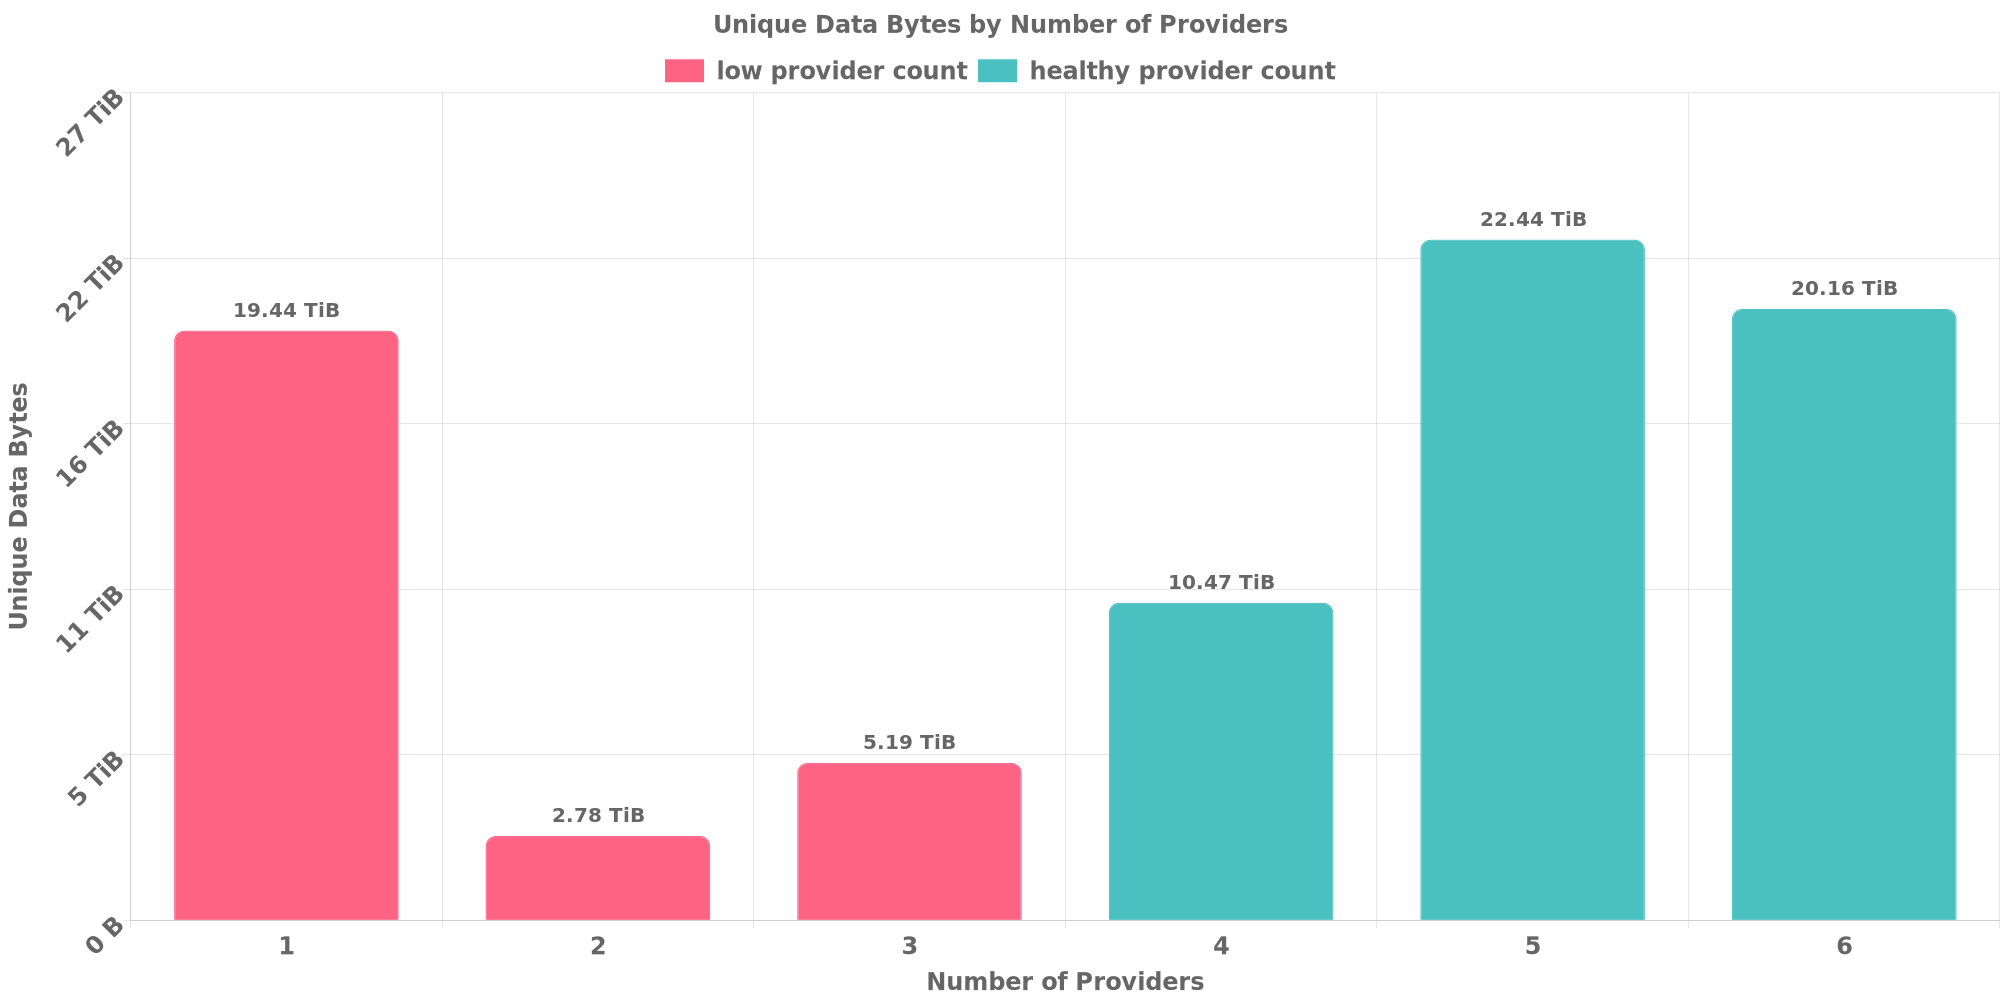 Unique Data Bytes by Number of Providers
low provider count
healthy provider count
27 TiB
22 TiB
16 TiB
11 TiB
5 TiB
0 B
Unique Data Bytes
19.44 TiB
2.78 TiB
5.19 TiB
10.47 TiB
22.44 TiB
20.16 TiB
1
2
3
4
5
6
Number of Providers